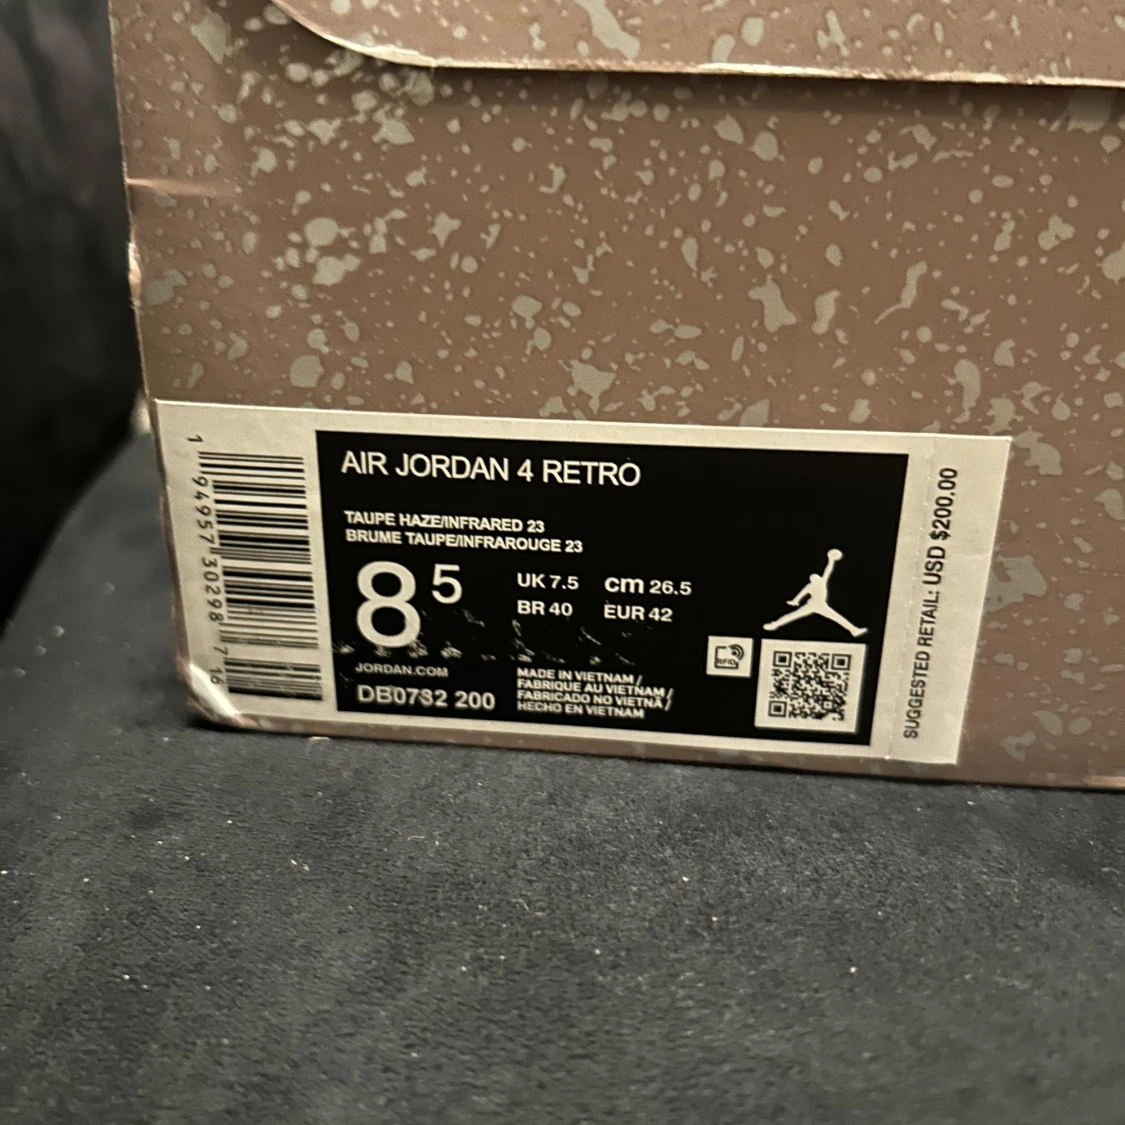 AIR JORDAN 4 RETRO
TAUPE HAZE/INFRARED 23
BRUME TAUPE/INFRAROUGE 23
8 5
UK 7.5 cm 26.5
BR 40 EUR 42
JORDAN.COM
DB0732 200
MADE IN VIETNAM /
FABRIQUE AU VIETNAM /
FABRICADO NO VIETNÃ /
HECHO EN VIETNAM
RFID
SUGGESTED RETAIL: USD $200.00
1 94957 30298 7 16